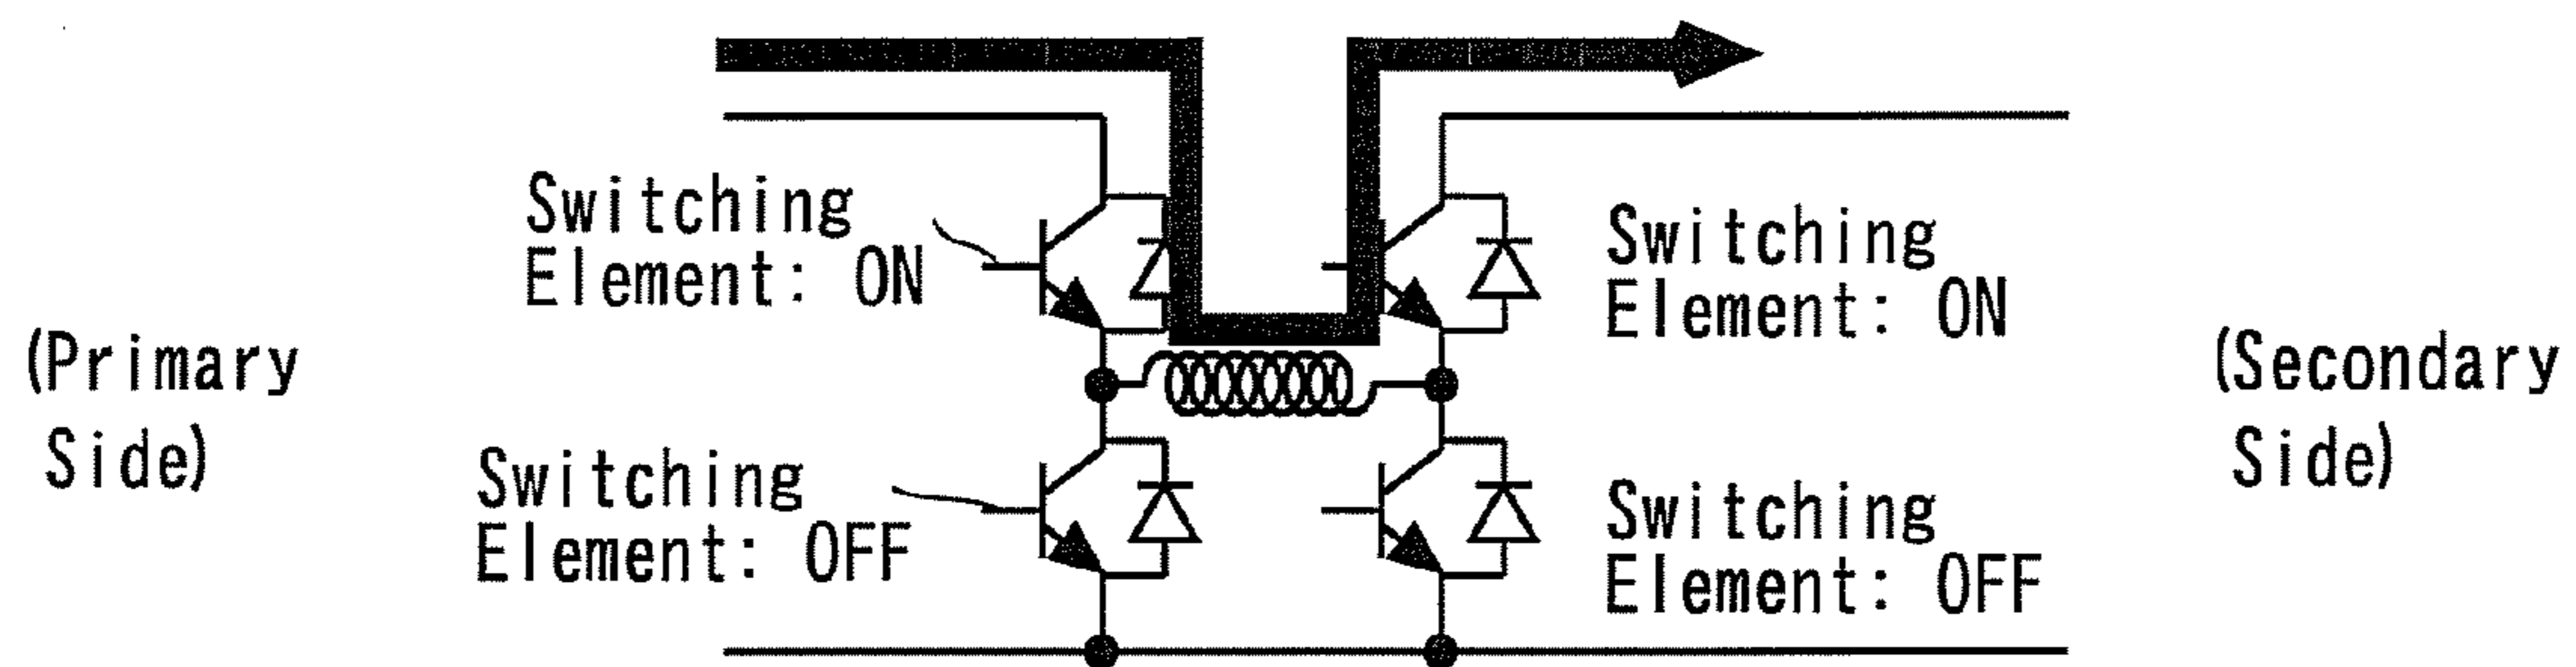 Switching
Element: ON
Switching
Element: ON
(Primary
Side)
(Secondary
Side)
Switching
Element: OFF
Switching
Element: OFF